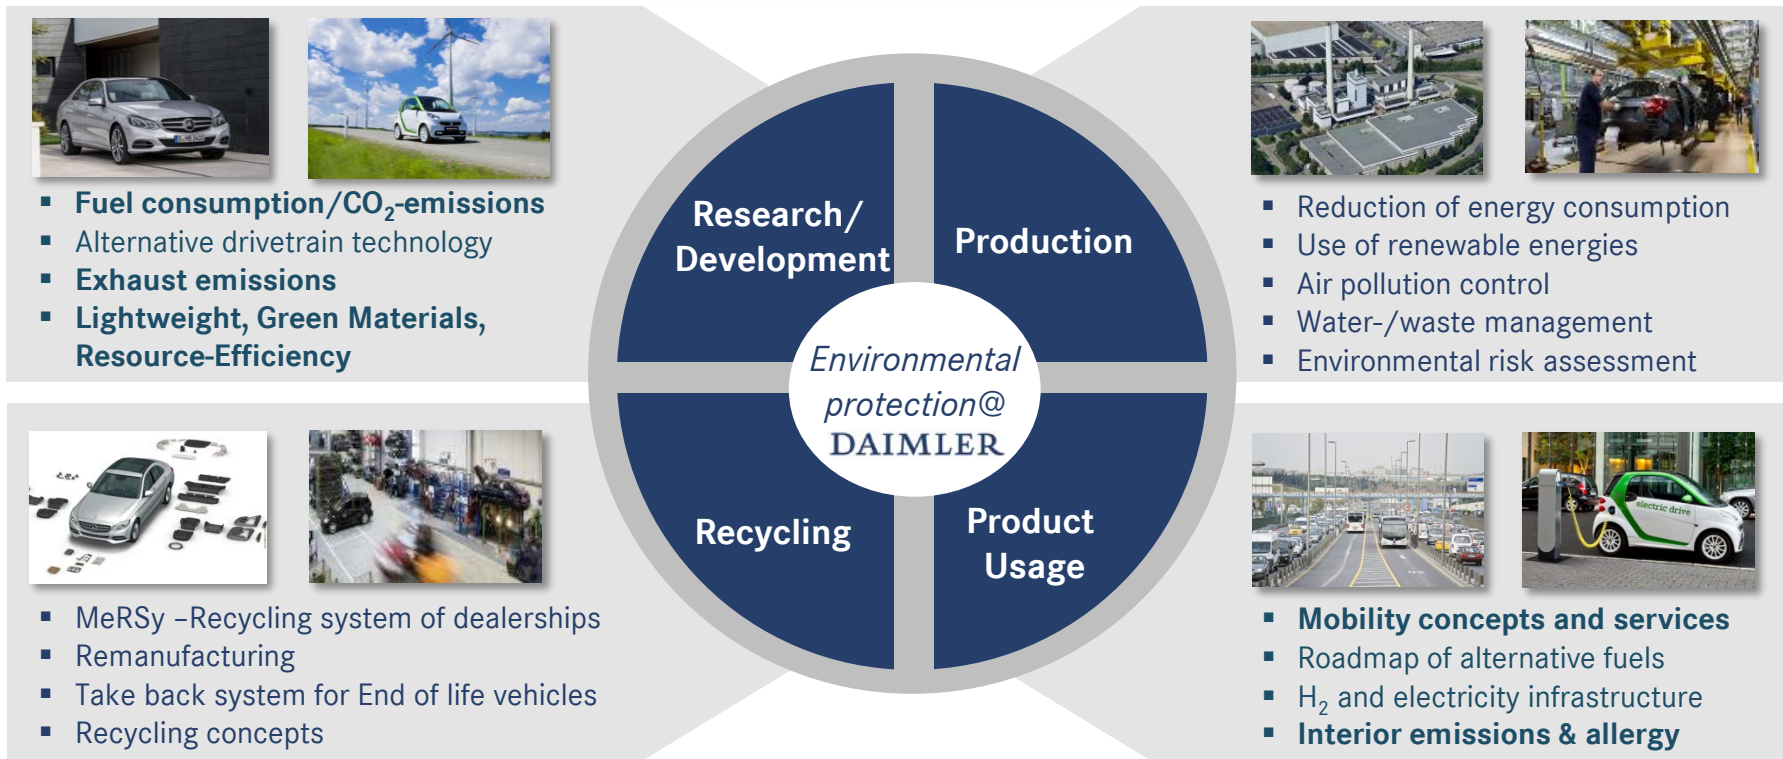 Fuel consumption/CO₂-emissions
Alternative drivetrain technology
Exhaust emissions
Lightweight, Green Materials,
Resource-Efficiency
Research/
Development
Production
Reduction of energy consumption
Use of renewable energies
Air pollution control
Water-/waste management
Environmental risk assessment
Environmental
protection@
DAIMLER
Recycling
Product
Usage
MeRSy –Recycling system of dealerships
Remanufacturing
Take back system for End of life vehicles
Recycling concepts
electric drive
Mobility concepts and services
Roadmap of alternative fuels
H₂ and electricity infrastructure
Interior emissions & allergy